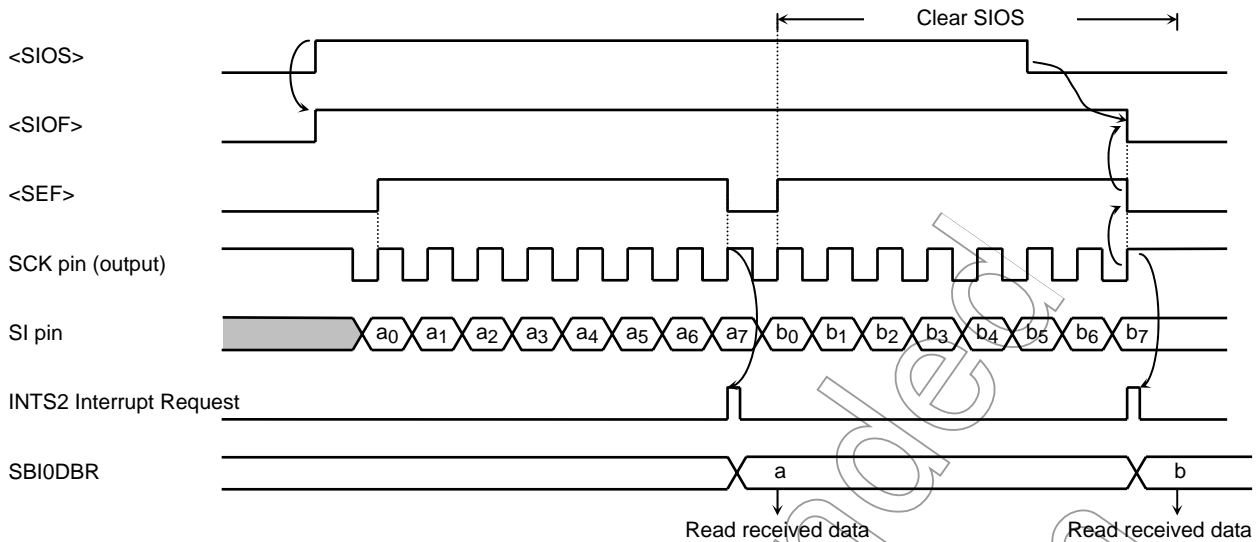 Clear SIOS
<SIOS>
<SIOF>
<SEF>
SCK pin (output)
SI pin
a0 a1 a2 a3 a4 a5 a6 a7 b0 b1 b2 b3 b4 b5 b6 b7
INTS2 Interrupt Request
SBI0DBR
a b
Read received data Read received data